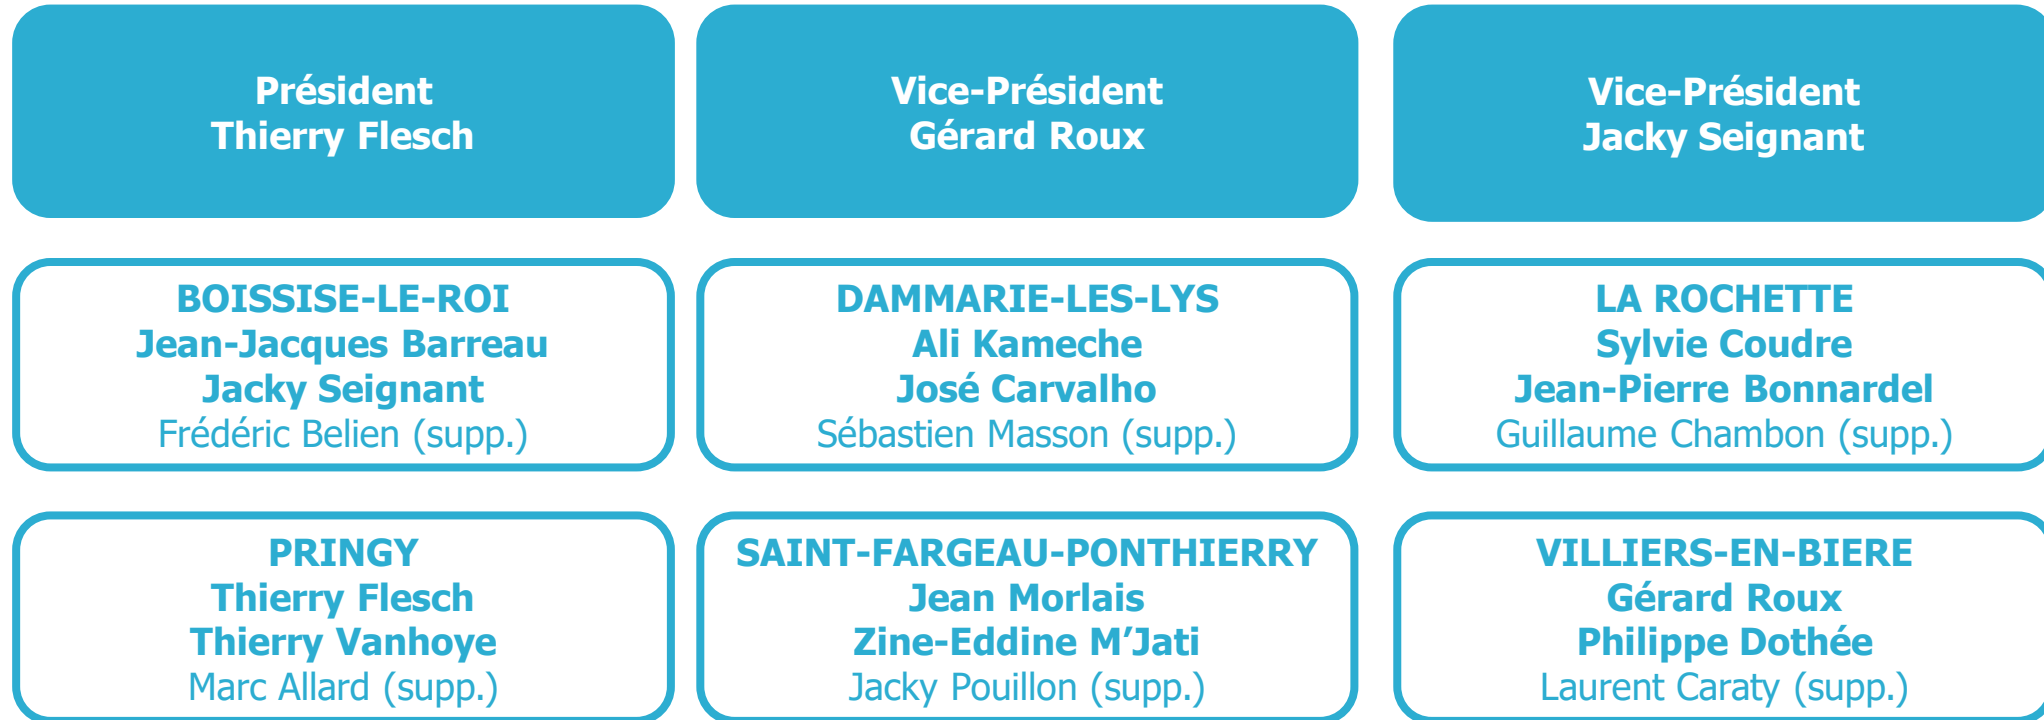 Président
Thierry Flesch
Vice-Président
Gérard Roux
Vice-Président
Jacky Seignant
BOISSISE-LE-ROI
Jean-Jacques Barreau
Jacky Seignant
Frédéric Belien (supp.)
DAMMARIE-LES-LYS
Ali Kameche
José Carvalho
Sébastien Masson (supp.)
LA ROCHETTE
Sylvie Coudre
Jean-Pierre Bonnardel
Guillaume Chambon (supp.)
PRINGY
Thierry Flesch
Thierry Vanhoye
Marc Allard (supp.)
SAINT-FARGEAU-PONTHIERRY
Jean Morlais
Zine-Eddine M’Jati
Jacky Pouillon (supp.)
VILLIERS-EN-BIERE
Gérard Roux
Philippe Dothée
Laurent Caraty (supp.)